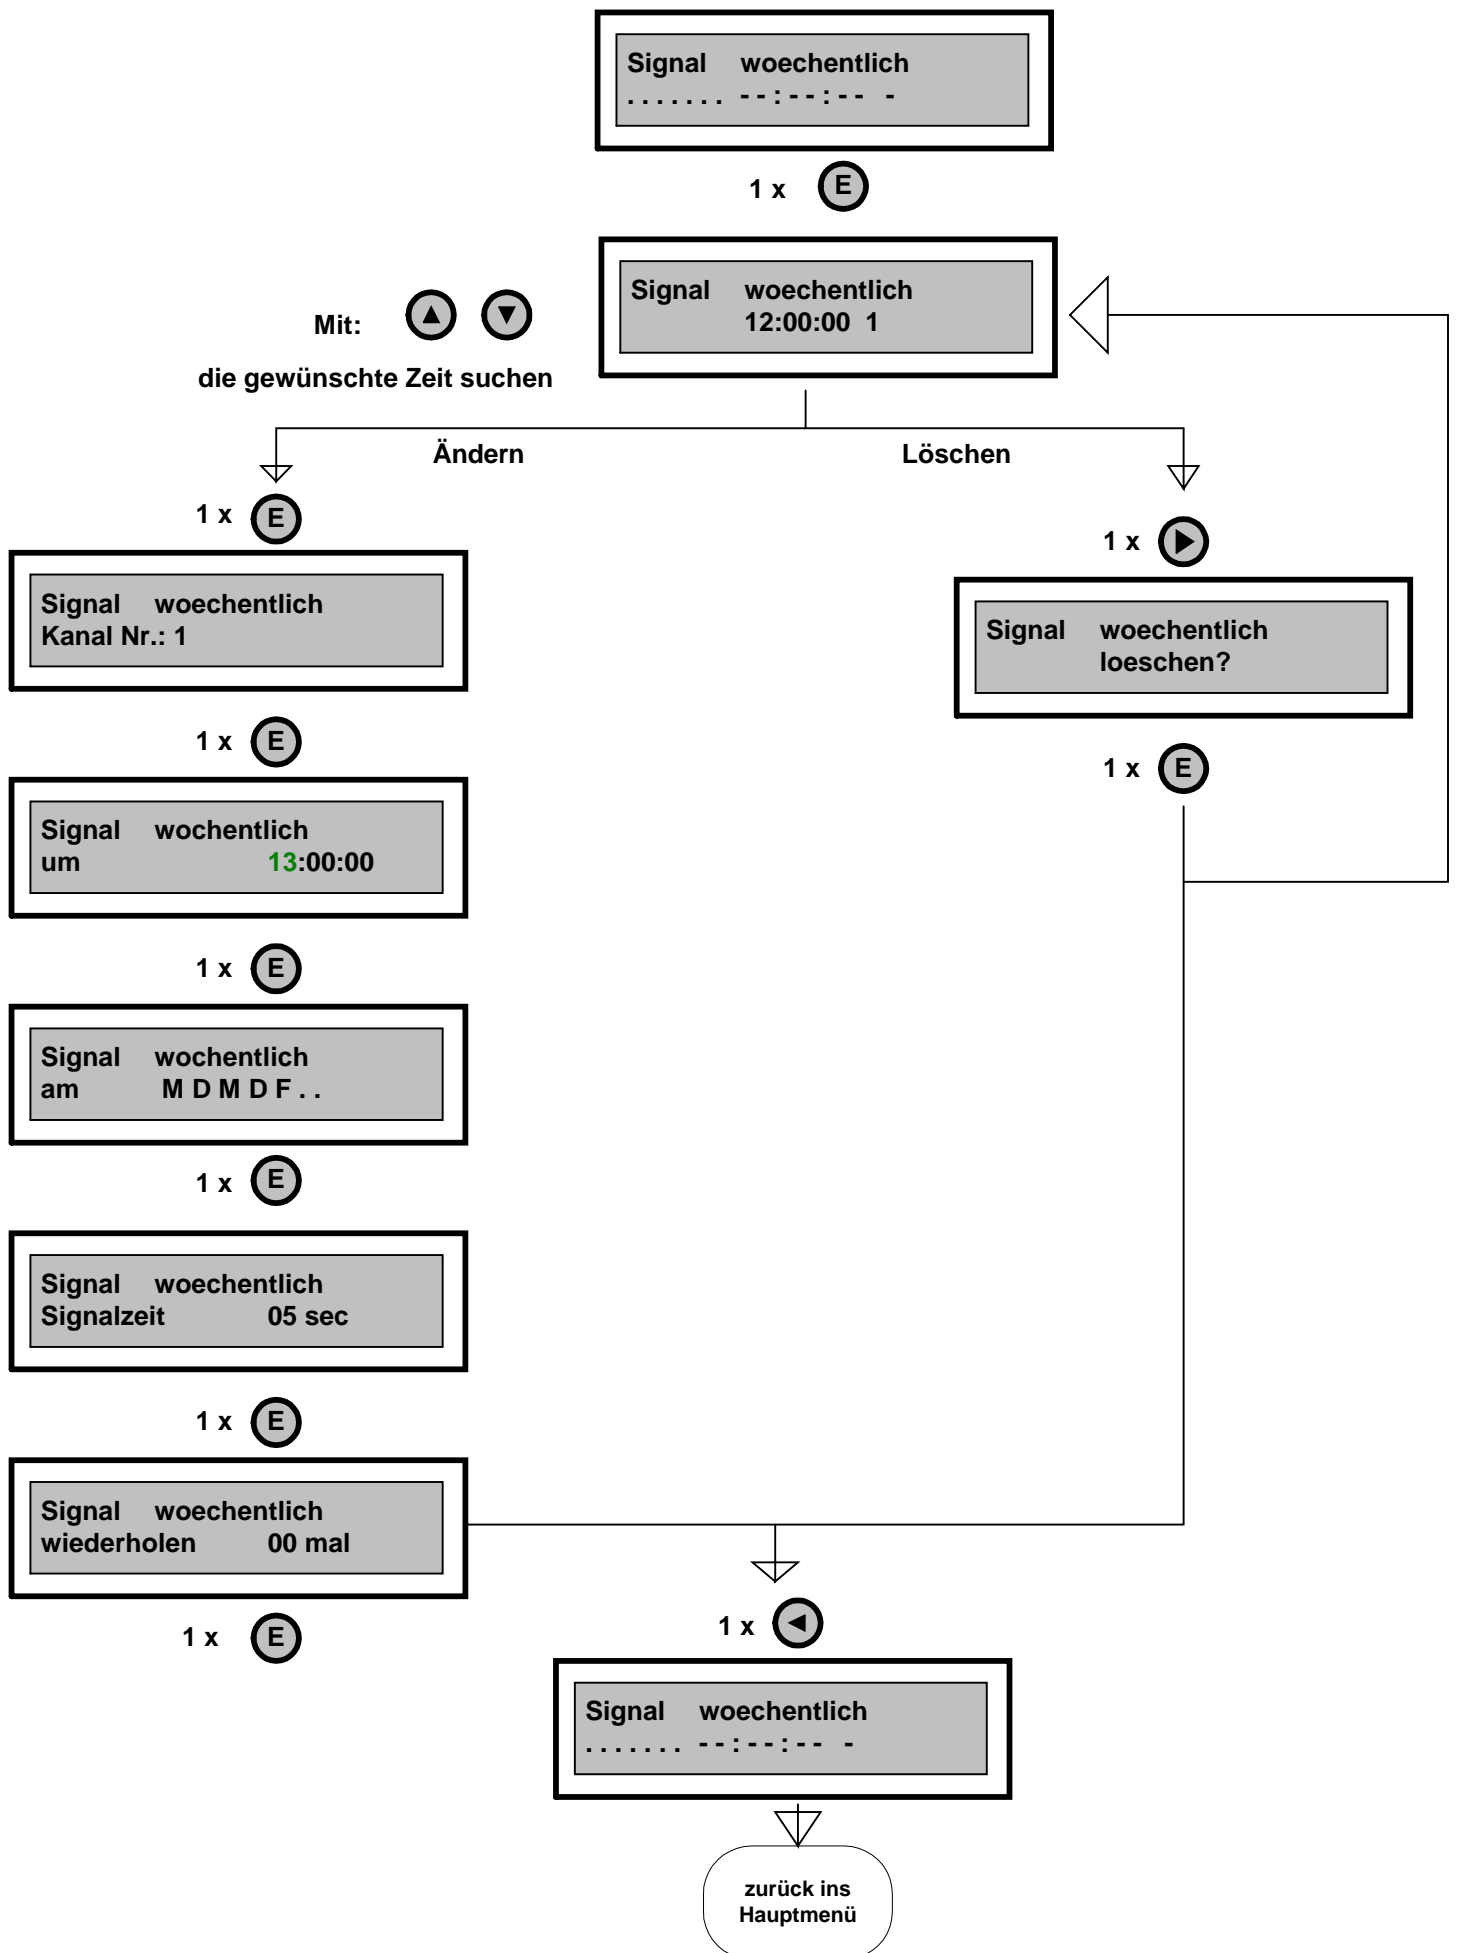 Signal woechentlich
. . . . . . . - - : - - : - - -
1 x E
Signal woechentlich
12:00:00 1
Mit:
die gewünschte Zeit suchen
Ändern
Löschen
1 x E
Signal woechentlich
Kanal Nr.: 1
1 x E
Signal wochentlich
um 13:00:00
1 x E
Signal wochentlich
am M D M D F . .
1 x E
Signal woechentlich
Signalzeit 05 sec
1 x E
Signal woechentlich
wiederholen 00 mal
1 x E
1 x
Signal woechentlich
loeschen?
1 x E
1 x
Signal woechentlich
. . . . . . . - - : - - : - - -
zurück ins
Hauptmenü